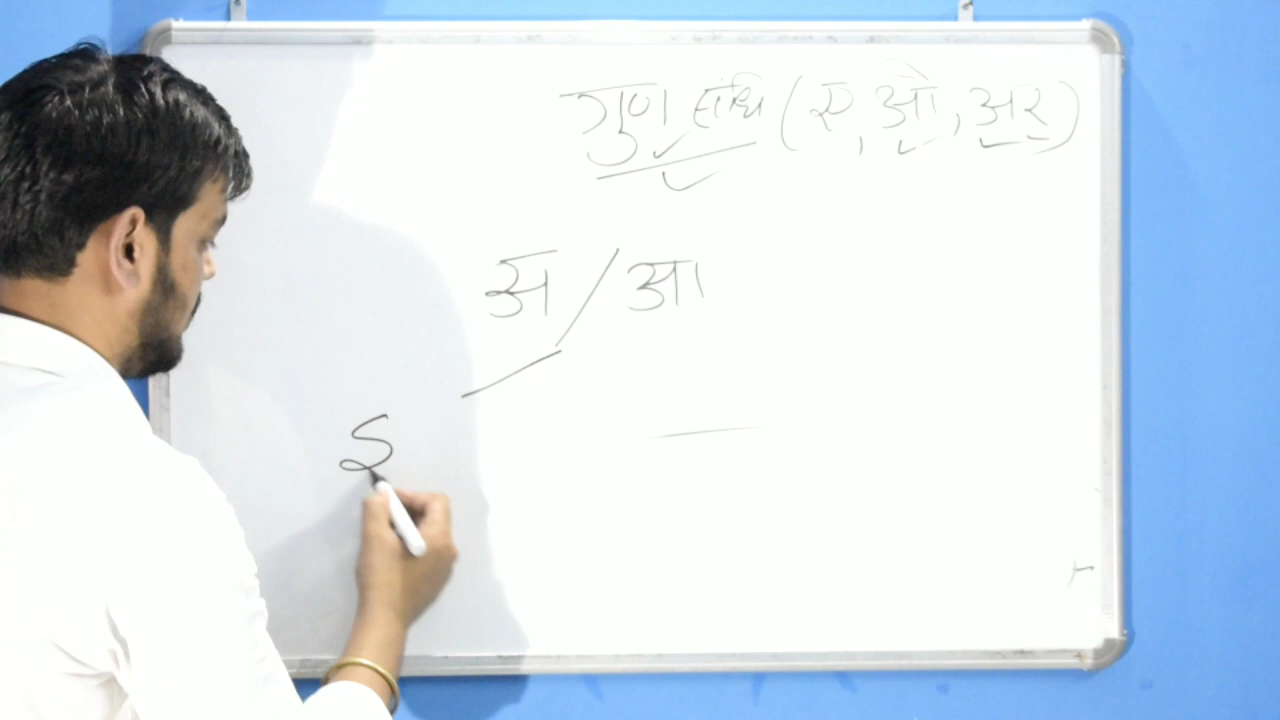 गुण संधि (ए, ओ, अर)
अ / आ